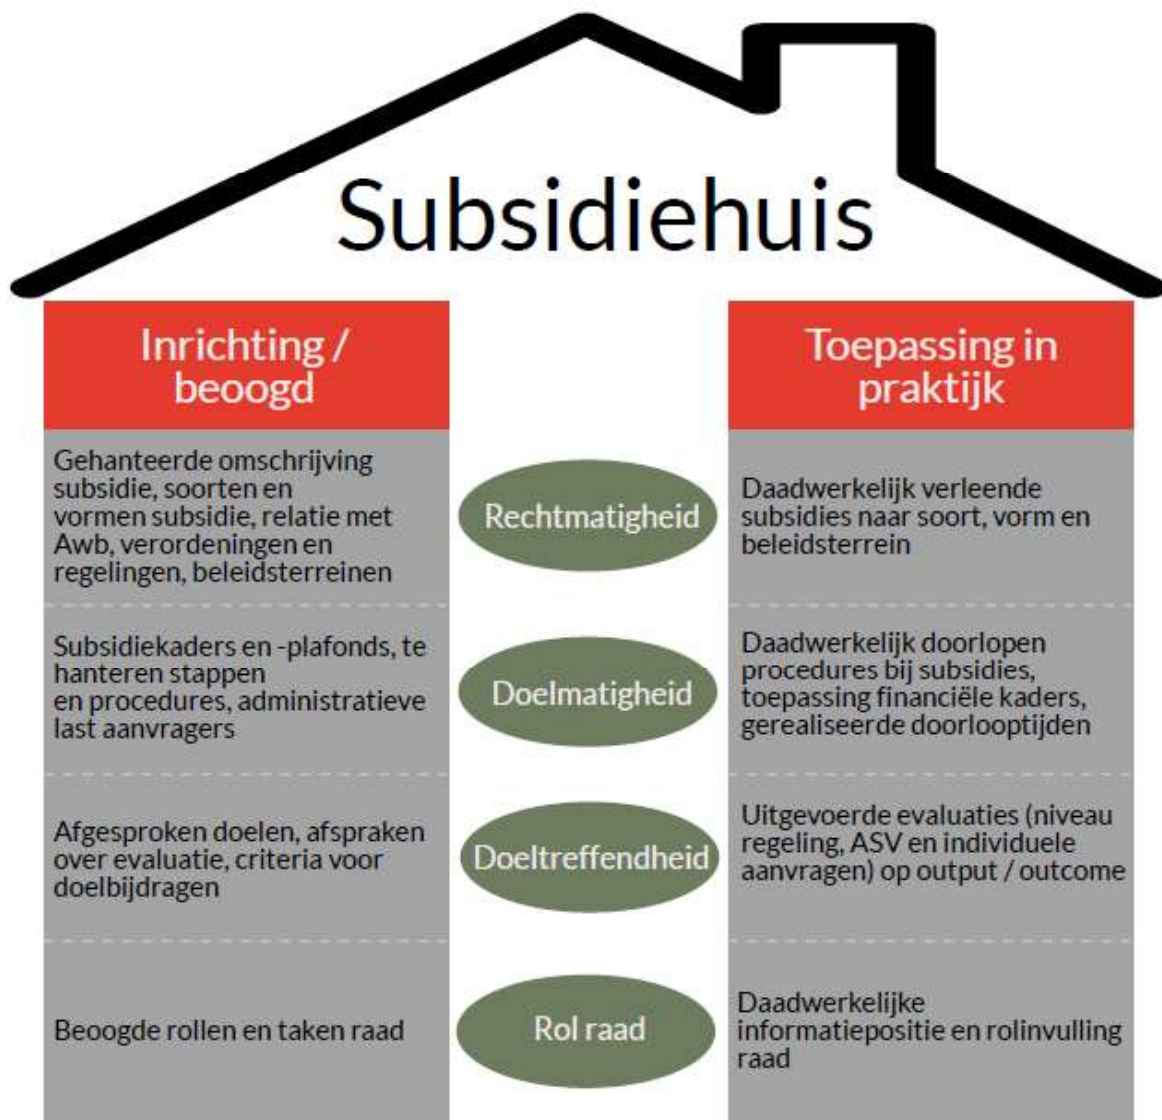 Subsidiehuis
Inrichting /
beoogd
Toepassing in
praktijk
Gehanteerde omschrijving
subsidie, soorten en
vormen subsidie, relatie met
Awb, verordeningen en
regelingen, beleidsterreinen
Rechtmatigheid
Daadwerkelijk verleende
subsidies naar soort, vorm en
beleidsterrein
Subsidiekaders en -plafonds, te
hanteren stappen
en procedures, administratieve
last aanvragers
Doelmatigheid
Daadwerkelijk doorlopen
procedures bij subsidies,
toepassing financiële kaders,
gerealiseerde doorlooptijden
Afgesproken doelen, afspraken
over evaluatie, criteria voor
doelbijdragen
Doeltreffendheid
Uitgevoerde evaluaties (niveau
regeling, ASV en individuele
aanvragen) op output / outcome
Beoogde rollen en taken raad
Rol raad
Daadwerkelijke
informatiepositie en rolinvulling
raad